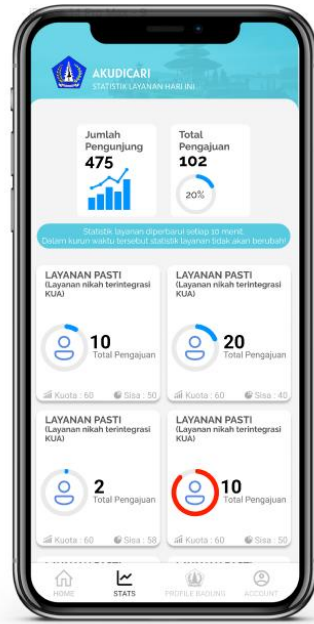 AKUDICARI
STATISTIK LAYANAN HARI INI
Jumlah
Pengunjung
475
Total
Pengajuan
102
20%
Statistik layanan diperbarui setiap 10 menit.
Dalam kurun waktu tersebut statistik layanan tidak akan berubah!
LAYANAN PASTI
(Layanan nikah terintegrasi
KUA)
10
Total Pengajuan
Kuota : 60 Sisa : 50
LAYANAN PASTI
(Layanan nikah terintegrasi
KUA)
20
Total Pengajuan
Kuota : 60 Sisa : 40
LAYANAN PASTI
(Layanan nikah terintegrasi
KUA)
2
Total Pengajuan
Kuota : 60 Sisa : 58
LAYANAN PASTI
(Layanan nikah terintegrasi
KUA)
10
Total Pengajuan
Kuota : 60 Sisa : 50
HOME
STATS
PROFILE BADUNG
ACCOUNT